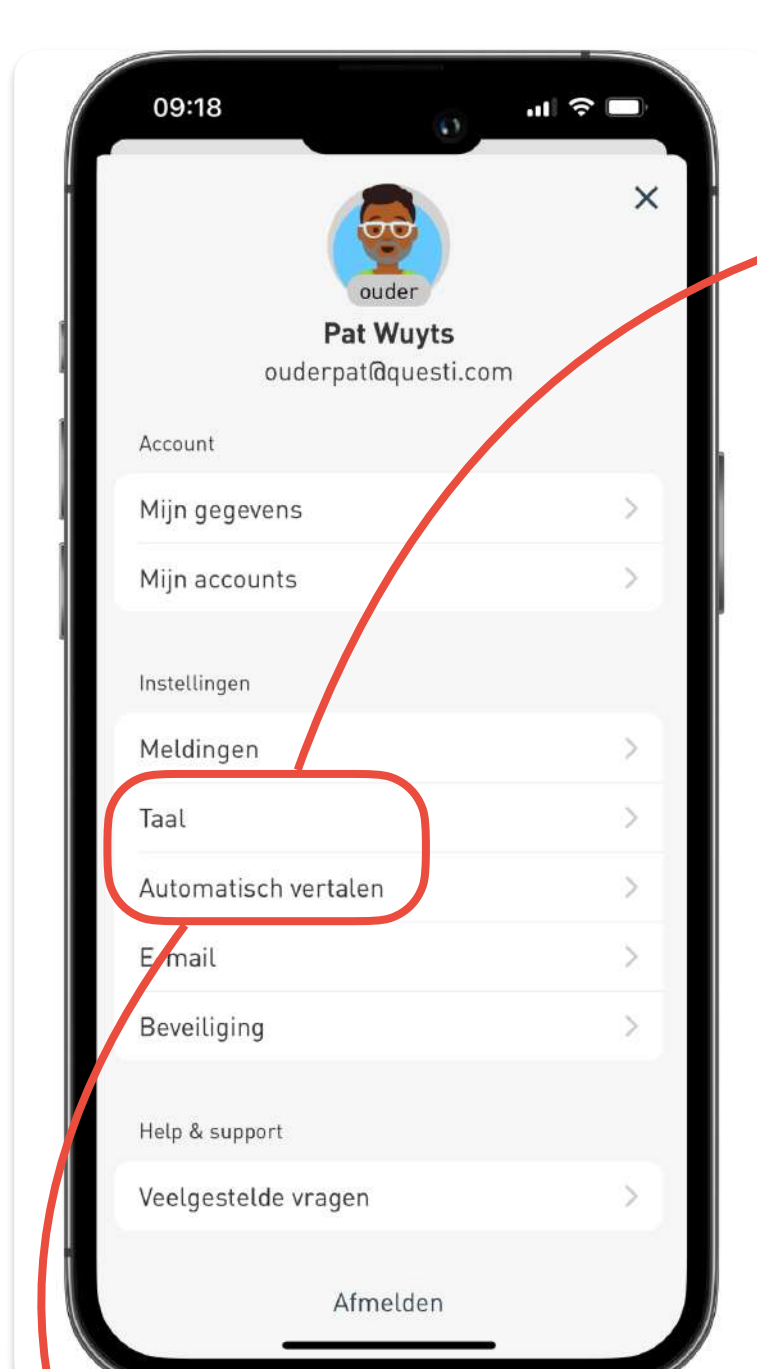 09:18
ouder
Pat Wuyts
ouderpat@questi.com
Account
Mijn gegevens
Mijn accounts
Instellingen
Meldingen
Taal
Automatisch vertalen
E-mail
Beveiliging
Help & support
Veelgestelde vragen
Afmelden